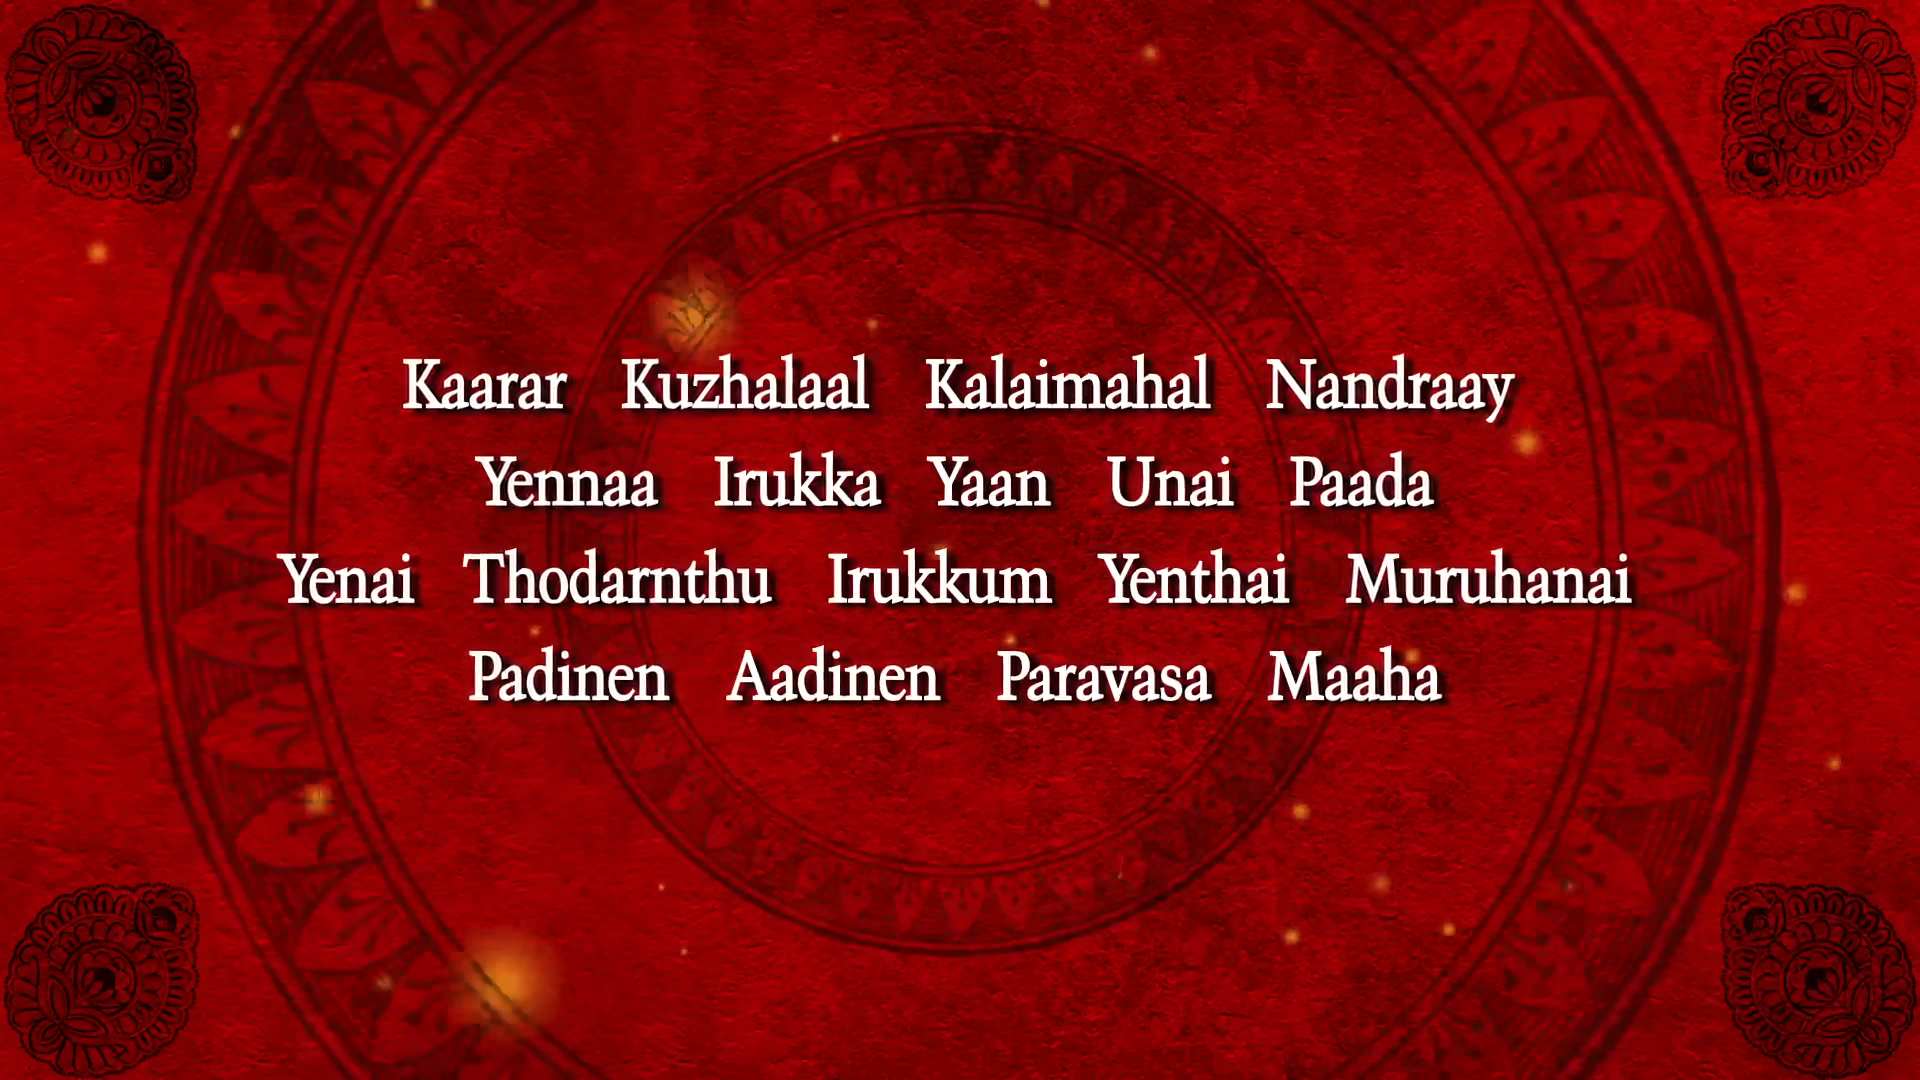 Kaarar Kuzhalaal Kalaimahal Nandraay
Yennaa Irukka Yaan Unai Paada
Yenai Thodarnthu Irukkum Yenthai Muruhanai
Padinen Aadinen Paravasa Maaha